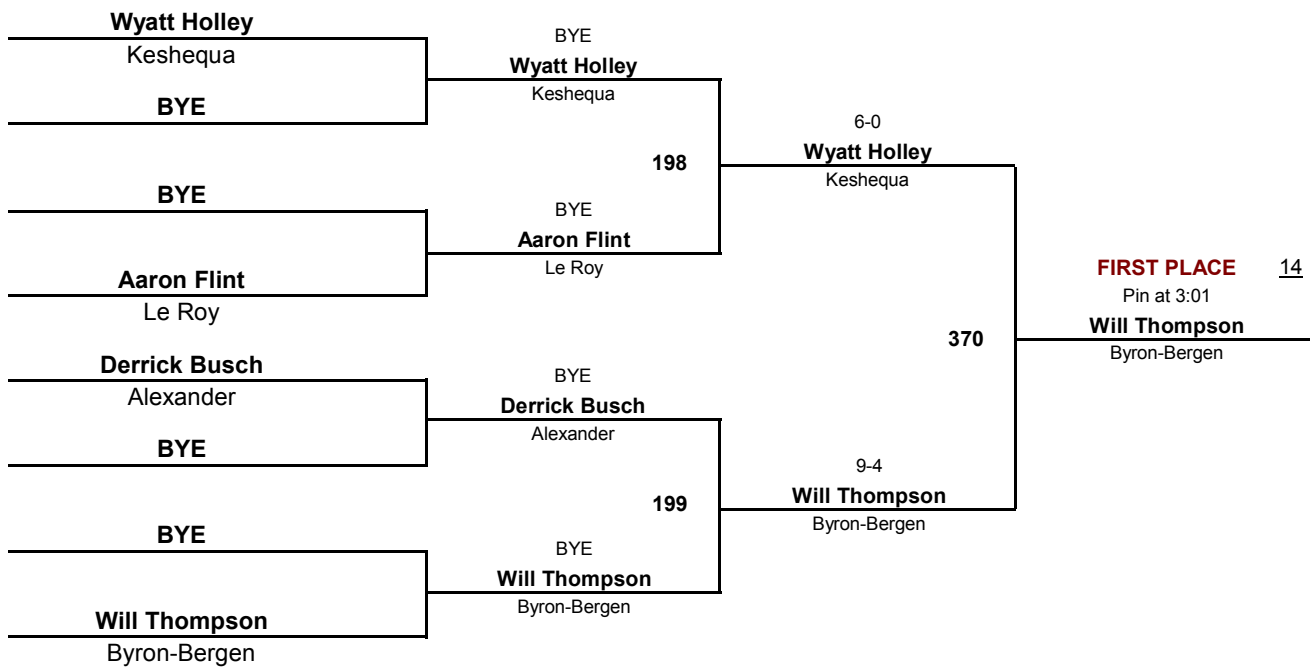 Wyatt Holley
Keshequa
BYE
BYE
Aaron Flint
Le Roy
Derrick Busch
Alexander
BYE
BYE
Will Thompson
Byron-Bergen
BYE
Wyatt Holley
Keshequa
198
BYE
Aaron Flint
Le Roy
BYE
Derrick Busch
Alexander
199
BYE
Will Thompson
Byron-Bergen
6-0
Wyatt Holley
Keshequa
370
9-4
Will Thompson
Byron-Bergen
FIRST PLACE 14
Pin at 3:01
Will Thompson
Byron-Bergen